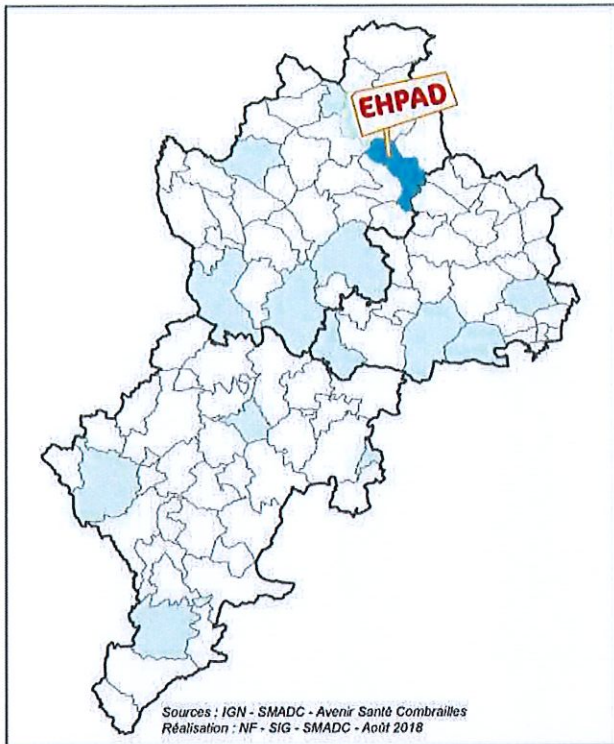 EHPAD
Sources : IGN - SMADC - Avenir Santé Combrailles
Réalisation : NF - SIG - SMADC - Août 2018